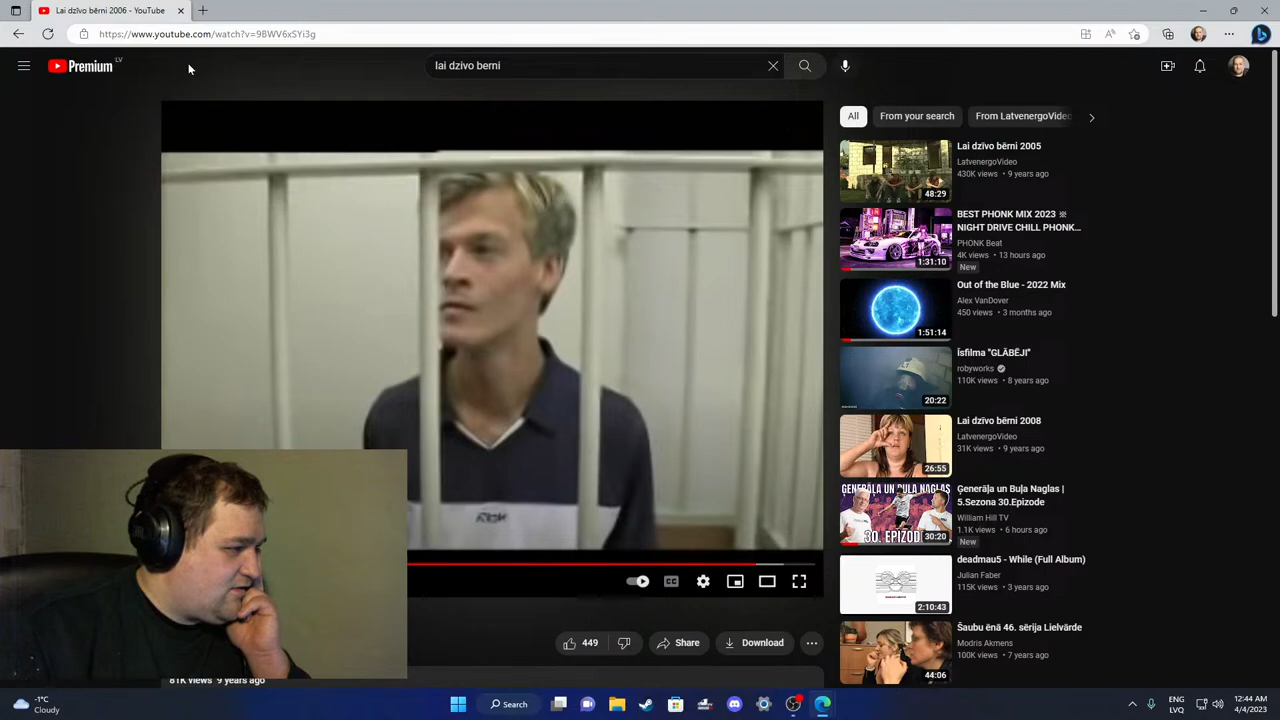 Lai dzīvo bērni 2006 - YouTube
https://www.youtube.com/watch?v=9BWV6xSYi3g
Premium LV
lai dzivo berni
All
From your search
From LatvenergoVideo
Lai dzīvo bērni 2005
LatvenergoVideo
430K views • 9 years ago
48:29
BEST PHONK MIX 2023 ※
NIGHT DRIVE CHILL PHONK...
PHONK Beat
4K views • 13 hours ago
New
1:31:10
Out of the Blue - 2022 Mix
Alex VanDover
450 views • 3 months ago
1:51:14
Īsfilma "GLĀBĒJI"
robyworks
110K views • 8 years ago
20:22
Lai dzīvo bērni 2008
LatvenergoVideo
31K views • 9 years ago
26:55
Ģenerāļa un Buļa Naglas |
5.Sezona 30.Epizode
William Hill TV
1.1K views • 6 hours ago
New
ĢENERĀĻA UN BUĻA NAGLAS
30. EPIZOD
30:20
deadmau5 - While (Full Album)
Julian Faber
115K views • 3 years ago
2:10:43
Šaubu ēnā 46. sērija Lielvārde
Modris Akmens
100K views • 7 years ago
44:06
449
Share
Download
81K views 9 years ago
-1°C
Cloudy
Search
ENG
LVQ
12:44 AM
4/4/2023